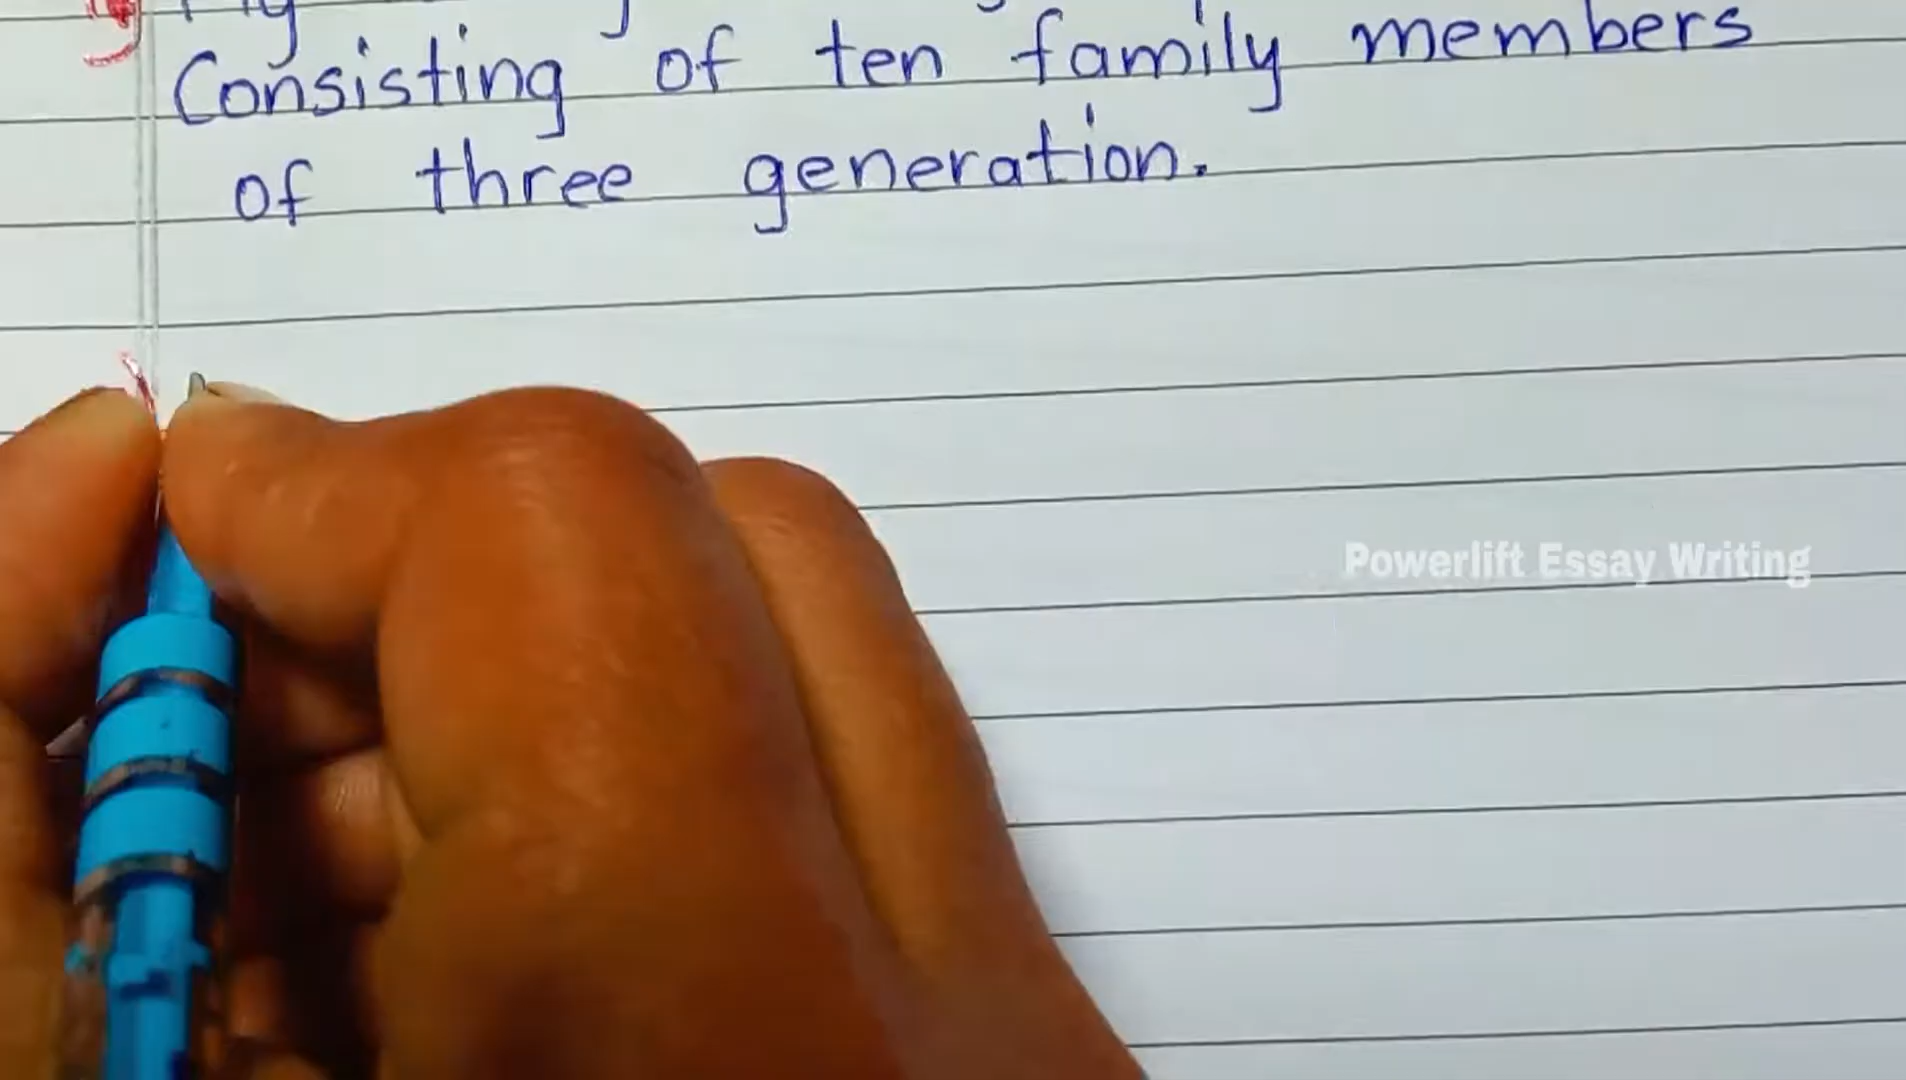 Consisting of ten family members
of three generation.
Powerlift Essay Writing